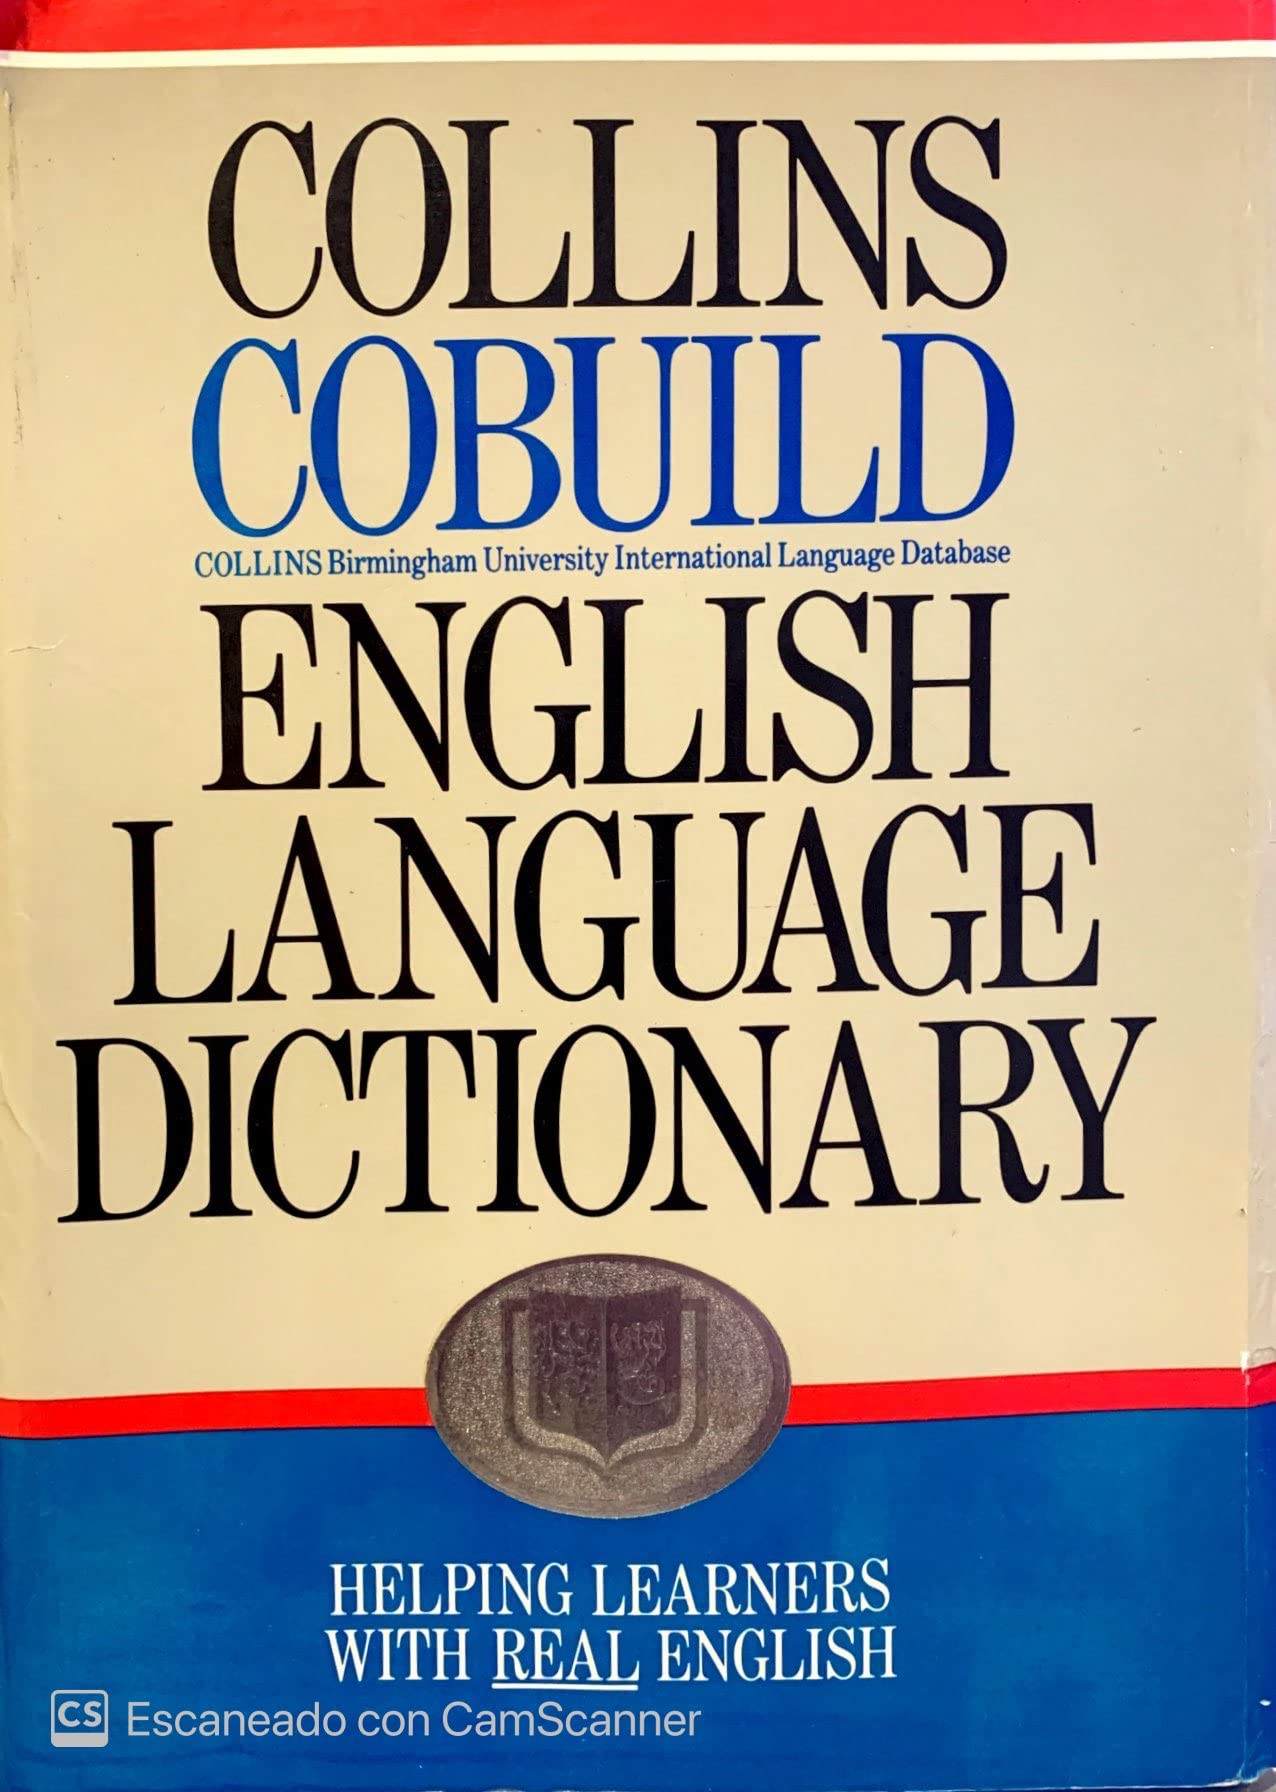 COLLINS
COBUILD
COLLINS Birmingham University International Language Database
ENGLISH
LANGUAGE
DICTIONARY
HELPING LEARNERS
WITH REAL ENGLISH
CS Escaneado con CamScanner